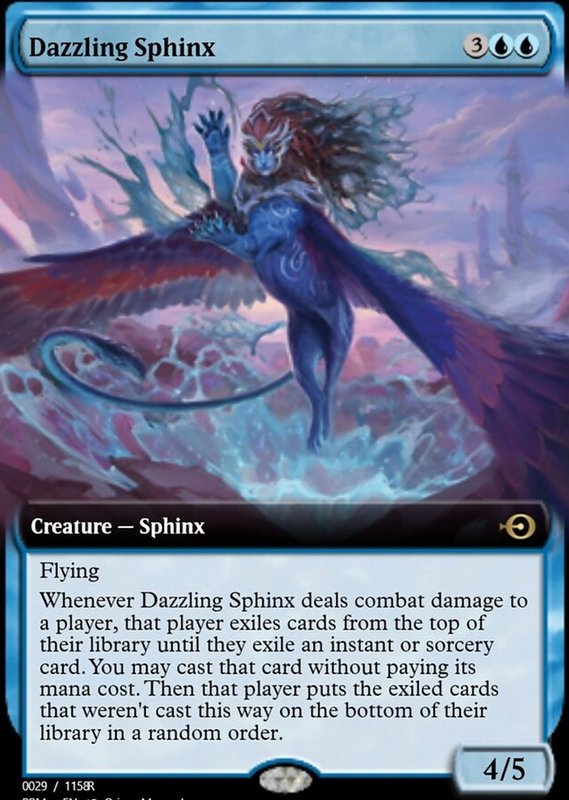 Dazzling Sphinx
3
Creature — Sphinx
Flying
Whenever Dazzling Sphinx deals combat damage to
a player, that player exiles cards from the top of
their library until they exile an instant or sorcery
card. You may cast that card without paying its
mana cost. Then that player puts the exiled cards
that weren't cast this way on the bottom of their
library in a random order.
4/5
0029 / 1158R